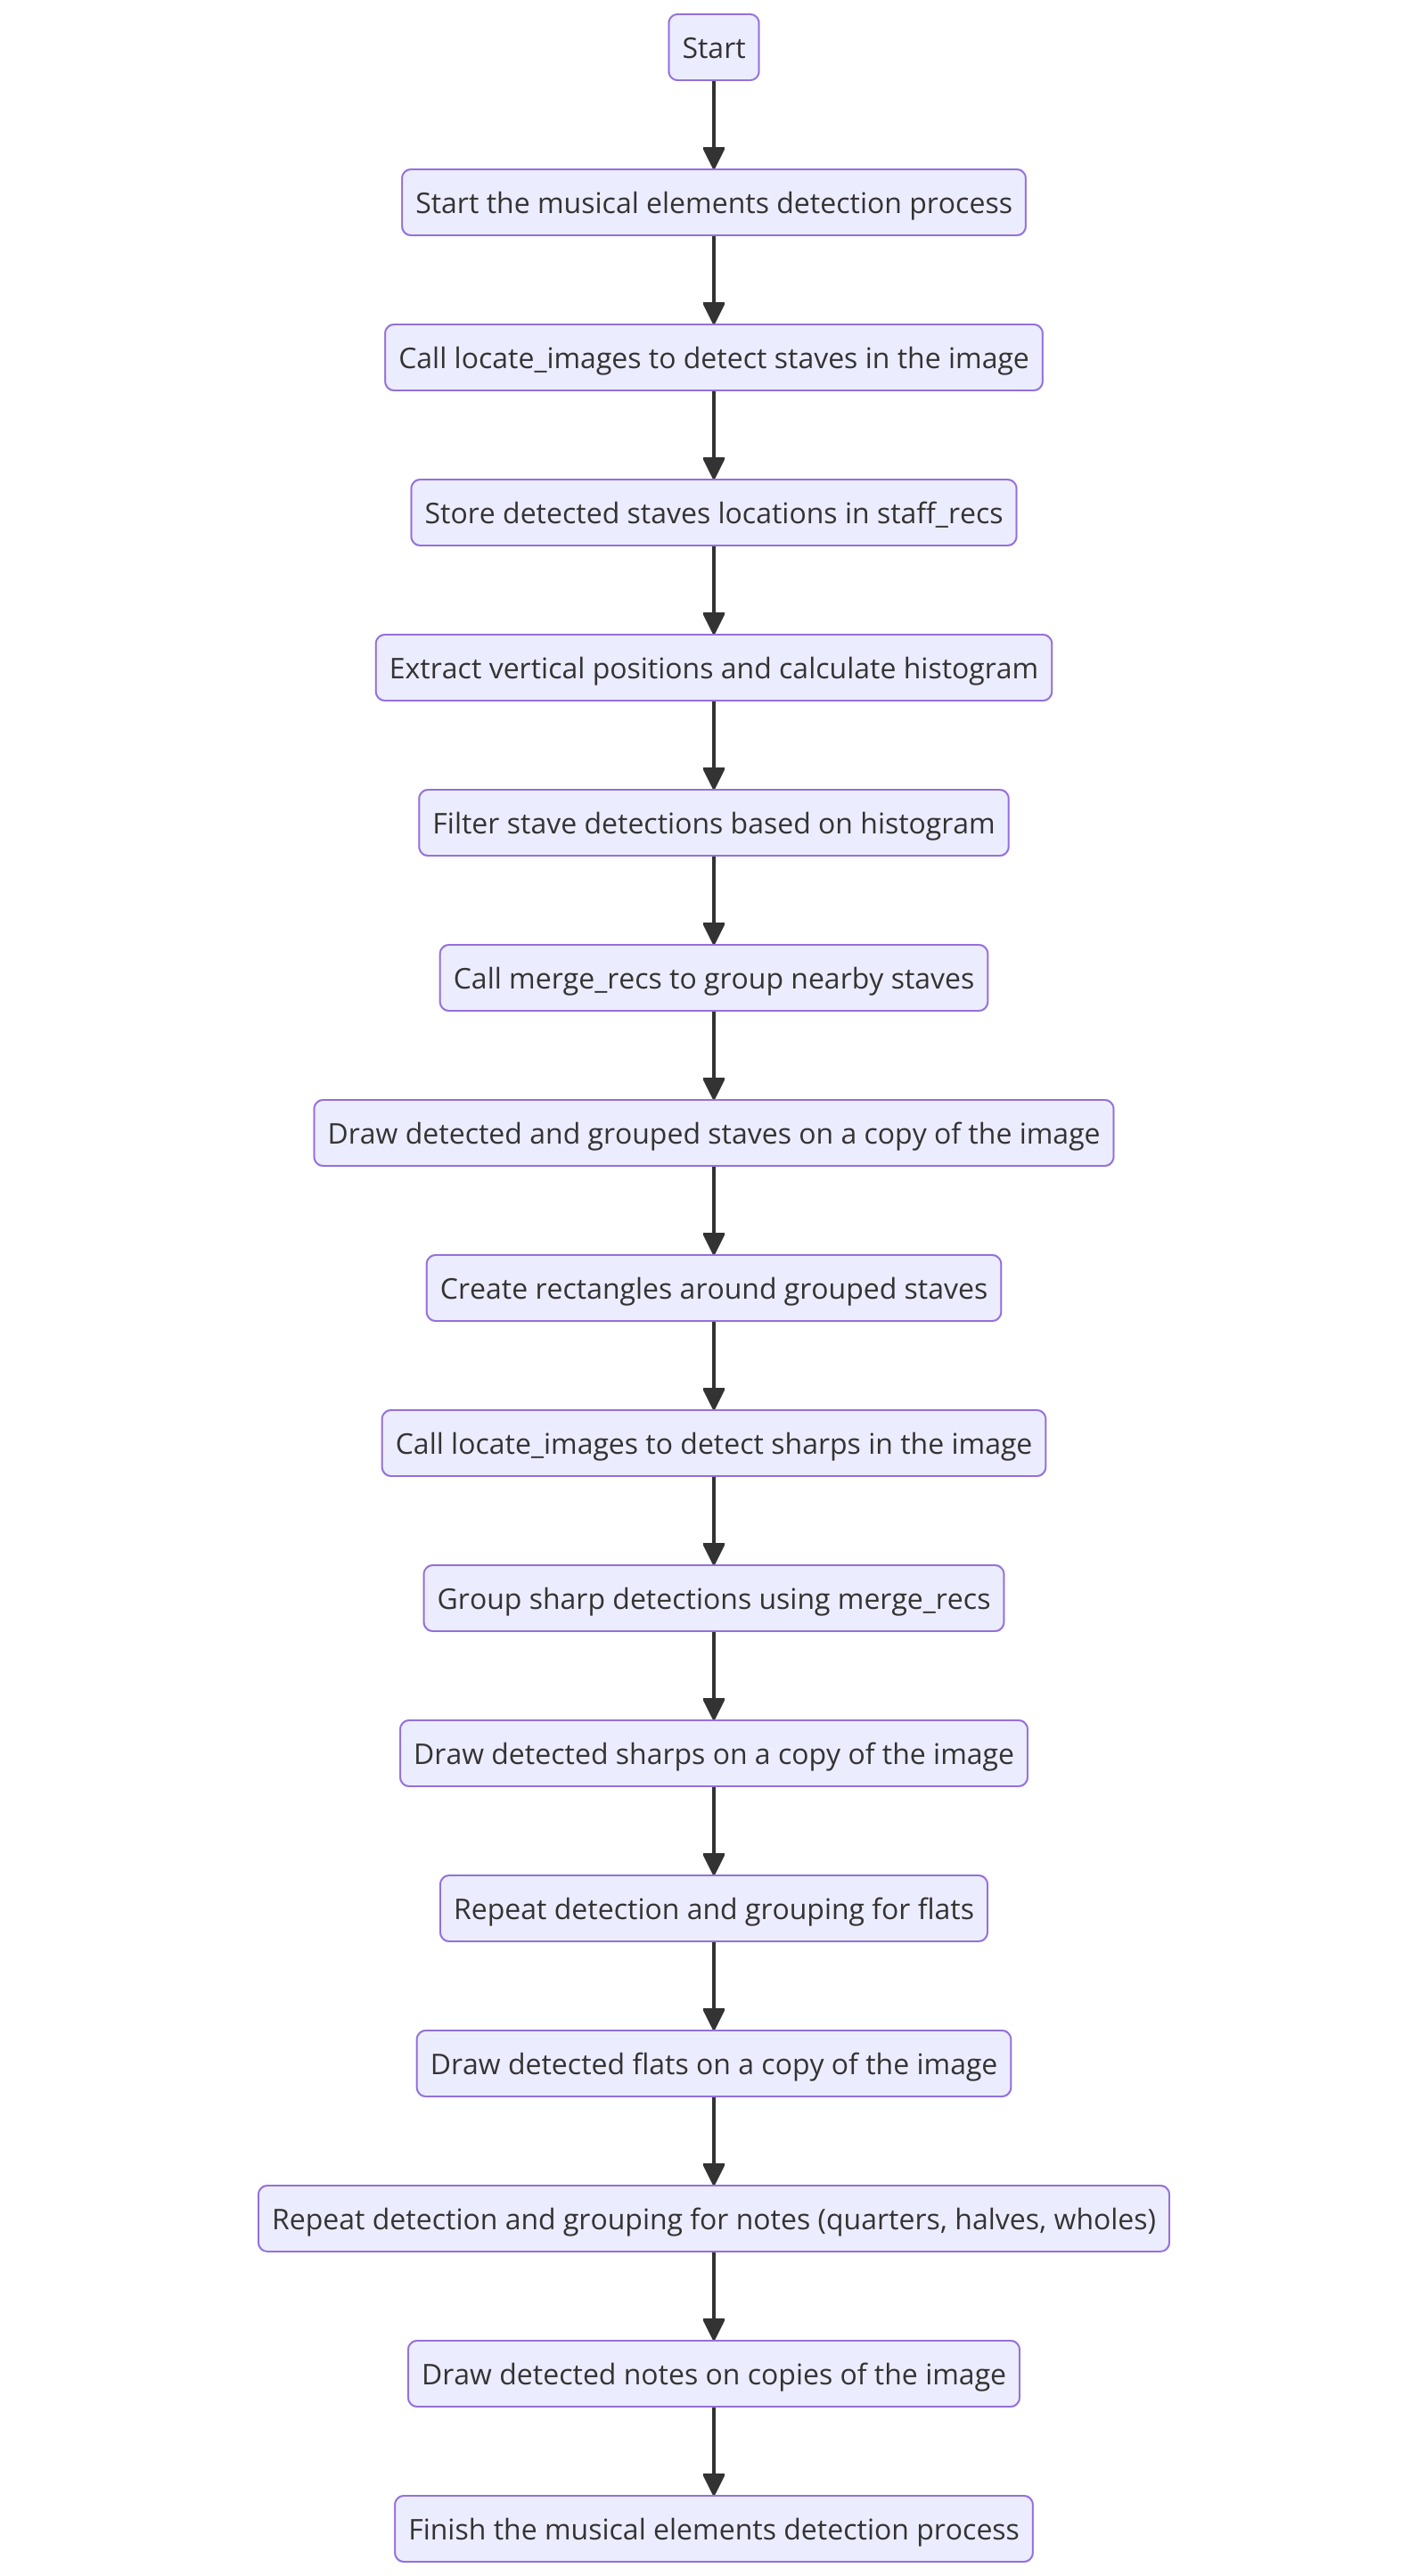 Start
Start the musical elements detection process
Call locate_images to detect staves in the image
Store detected staves locations in staff_recs
Extract vertical positions and calculate histogram
Filter stave detections based on histogram
Call merge_recs to group nearby staves
Draw detected and grouped staves on a copy of the image
Create rectangles around grouped staves
Call locate_images to detect sharps in the image
Group sharp detections using merge_recs
Draw detected sharps on a copy of the image
Repeat detection and grouping for flats
Draw detected flats on a copy of the image
Repeat detection and grouping for notes (quarters, halves, wholes)
Draw detected notes on copies of the image
Finish the musical elements detection process